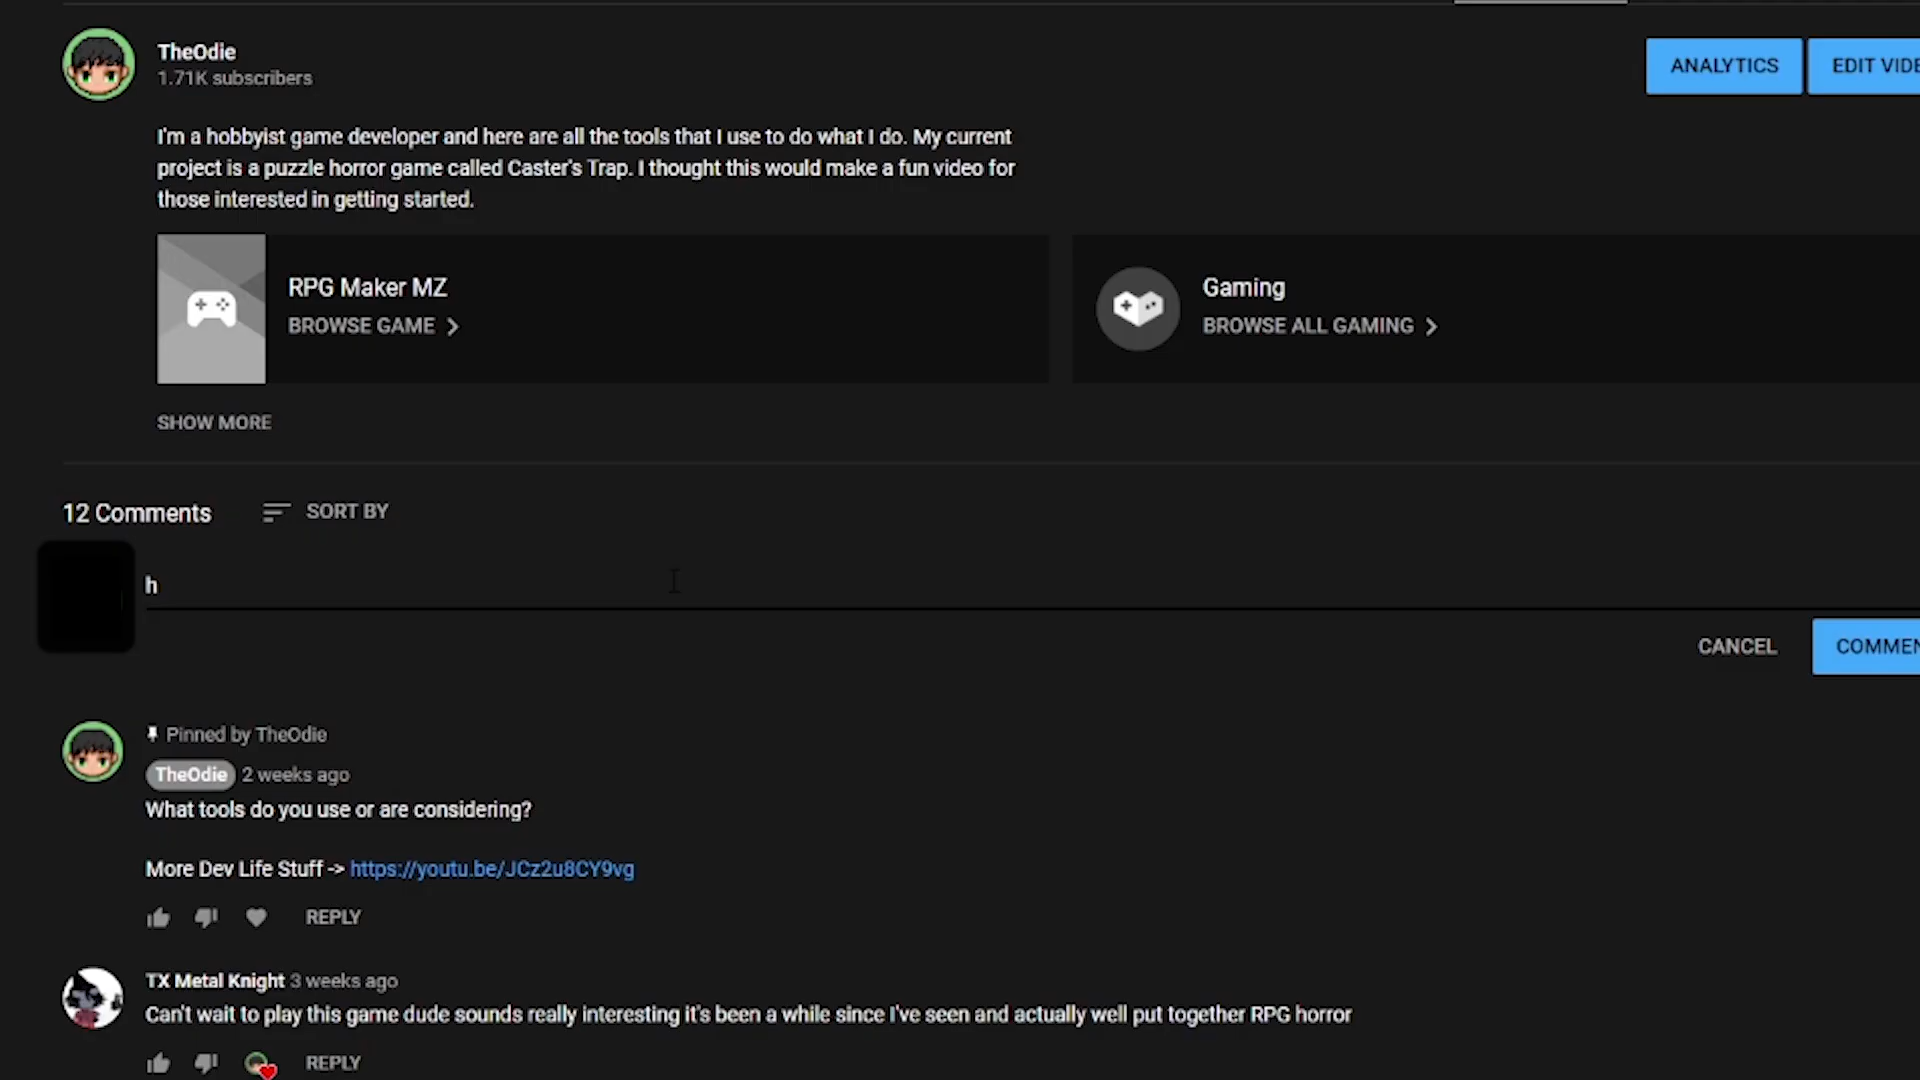 TheOdie
1.71K subscribers
ANALYTICS
EDIT VIDE
I'm a hobbyist game developer and here are all the tools that I use to do what I do. My current
project is a puzzle horror game called Caster's Trap. I thought this would make a fun video for
those interested in getting started.
RPG Maker MZ
BROWSE GAME
Gaming
BROWSE ALL GAMING
SHOW MORE
12 Comments
SORT BY
h
CANCEL
COMMEN
Pinned by TheOdie
TheOdie 2 weeks ago
What tools do you use or are considering?
More Dev Life Stuff -> https://youtu.be/JCz2u8CY9vg
REPLY
TX Metal Knight 3 weeks ago
Can't wait to play this game dude sounds really interesting it's been a while since I've seen and actually well put together RPG horror
REPLY